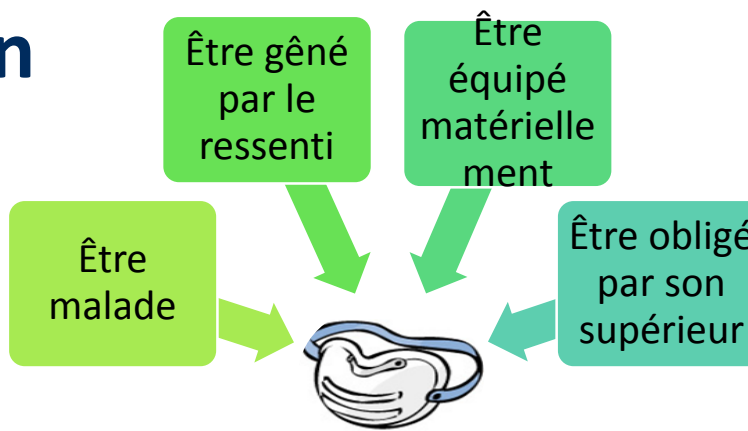 n
Être gêné
par le
ressenti
Être
équipé
matérielle
ment
Être
malade
Être obligé
par son
supérieur